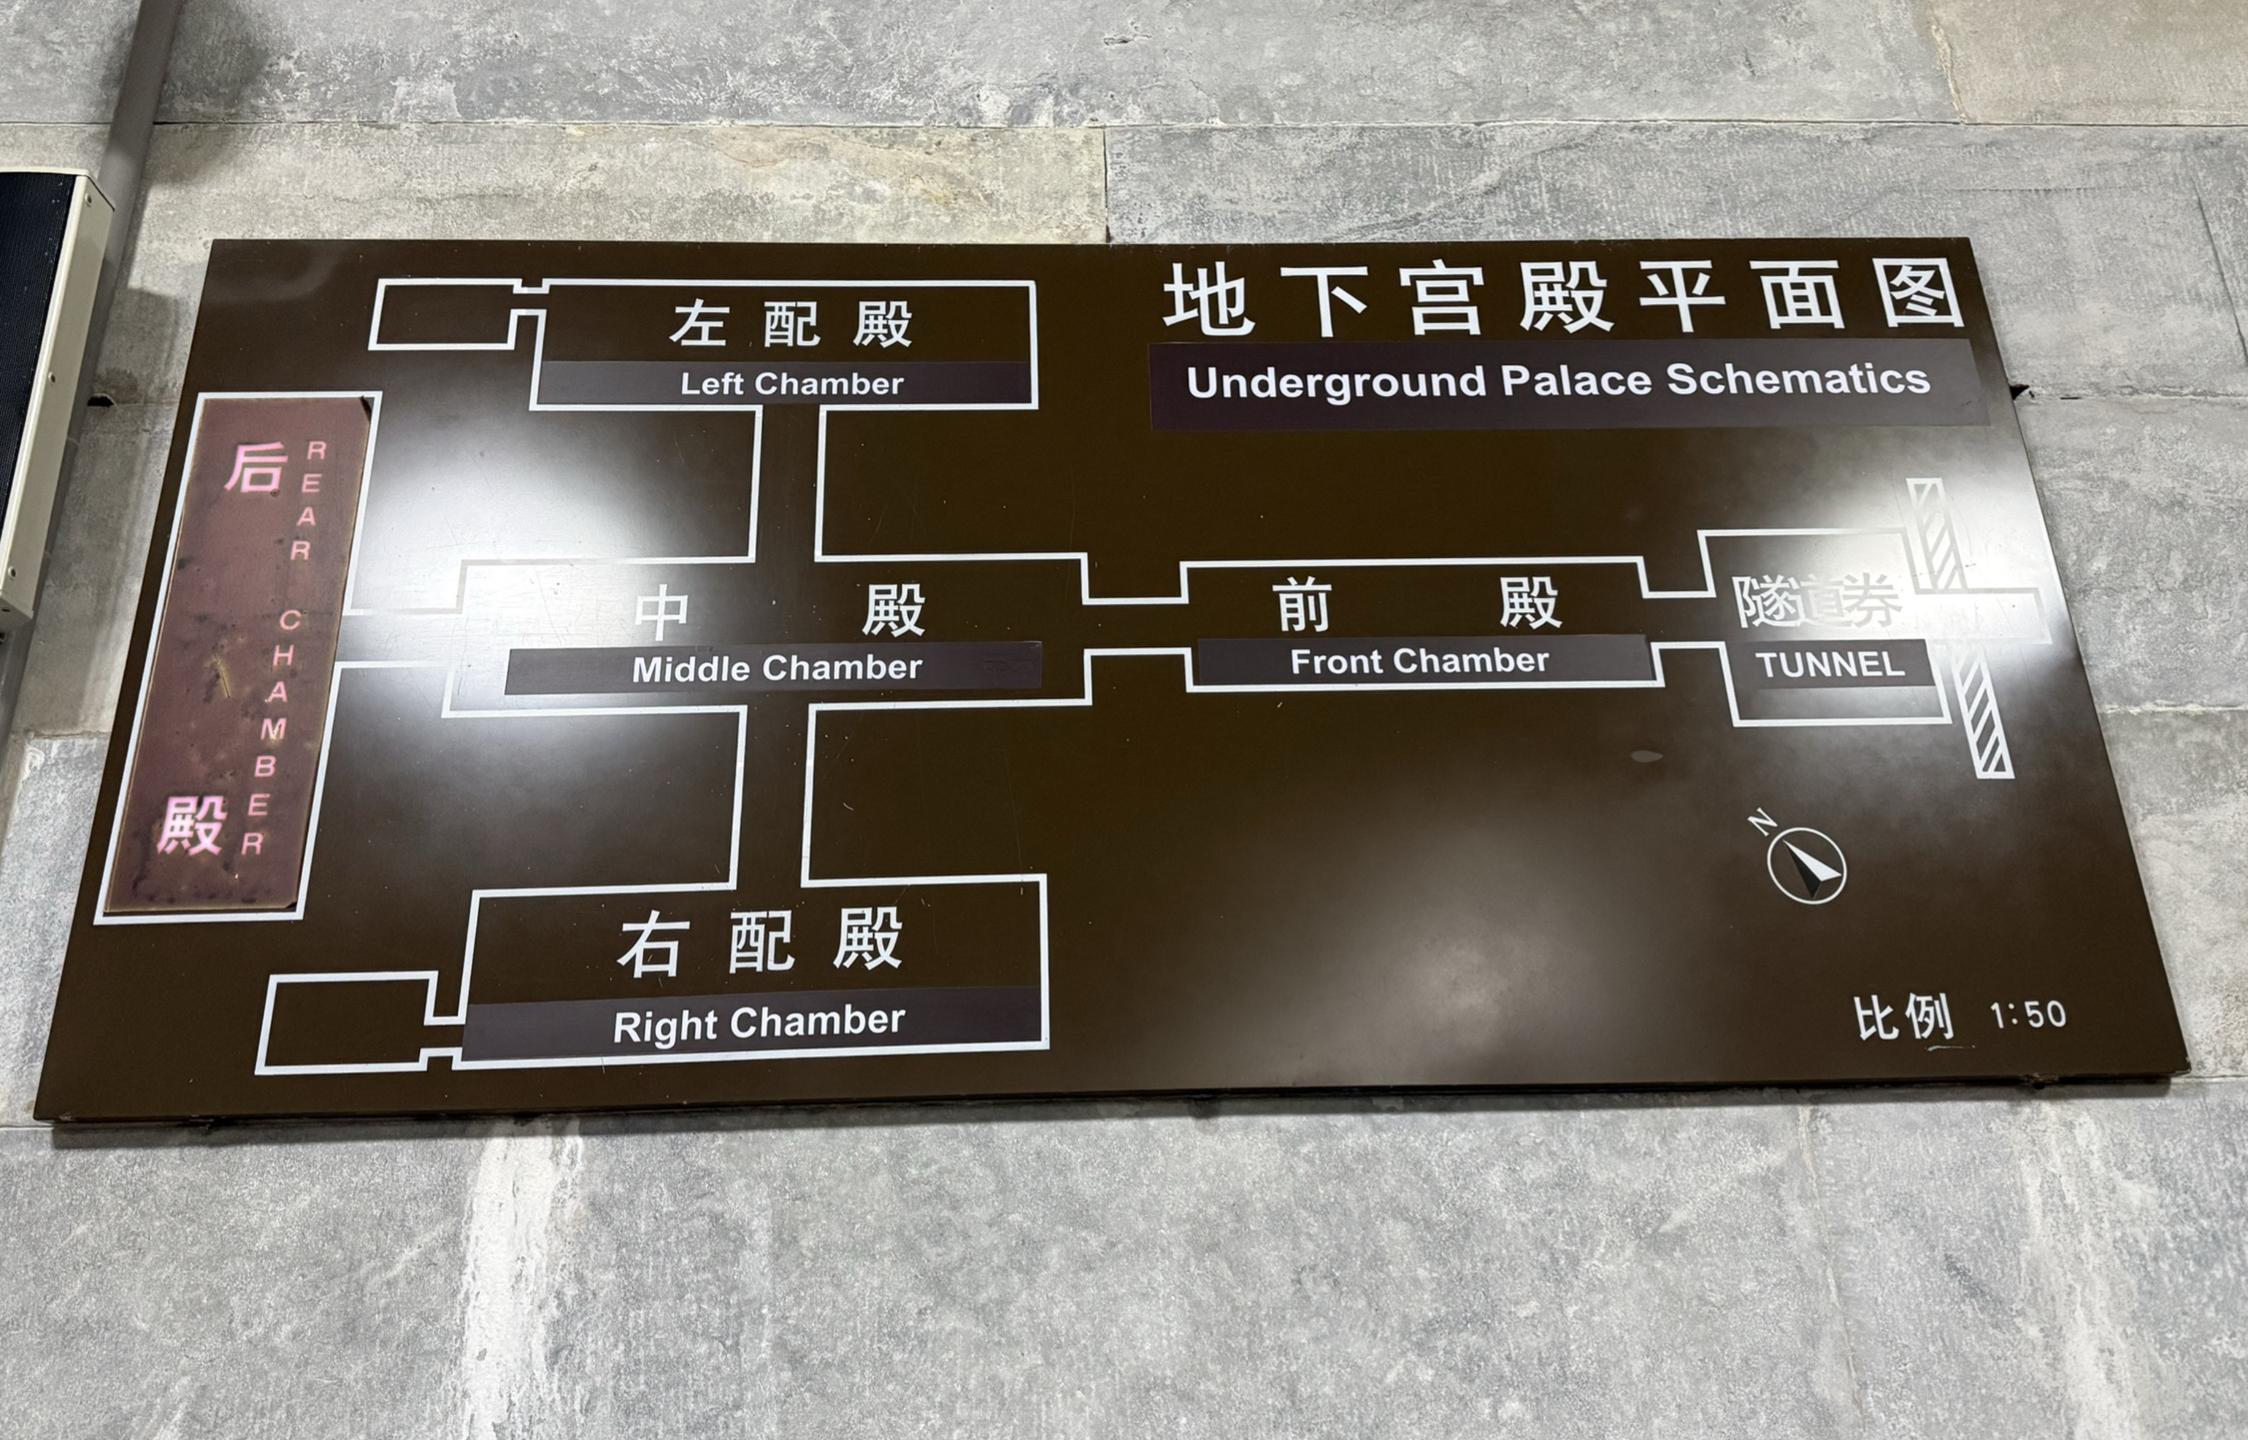 地下宫殿平面图
Underground Palace Schematics
左配殿
Left Chamber
后殿
REAR CHAMBER
中殿
Middle Chamber
前殿
Front Chamber
隧道券
TUNNEL
右配殿
Right Chamber
N
比例 1:50